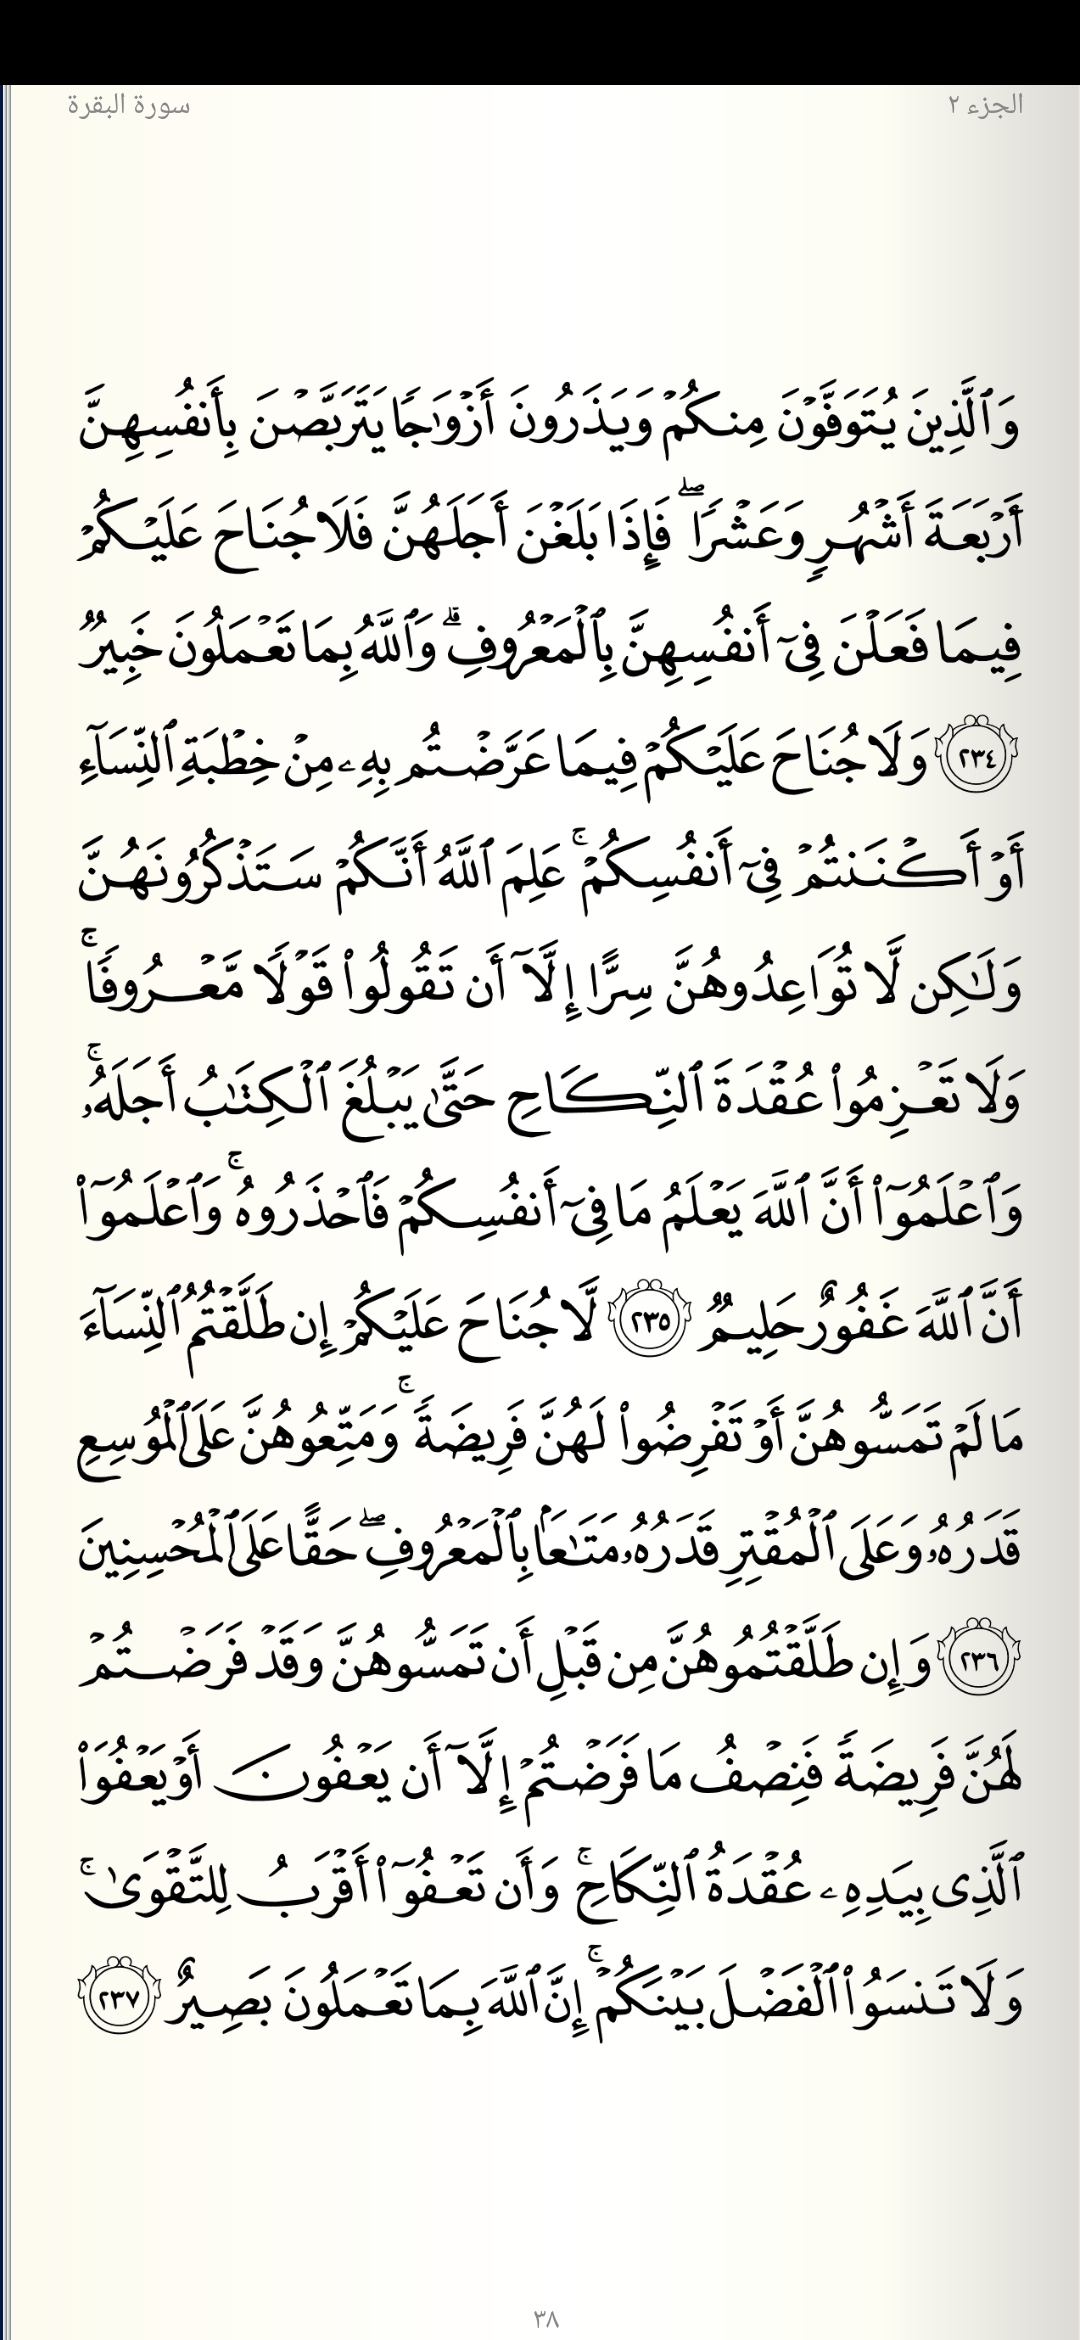 الجزء ٢
سورة البقرة
وَٱلَّذِينَ يُتَوَفَّوۡنَ مِنكُمۡ وَيَذَرُونَ أَزۡوَٰجٗا يَتَرَبَّصۡنَ بِأَنفُسِهِنَّ
أَرۡبَعَةَ أَشۡهُرٖ وَعَشۡرٗاۖ فَإِذَا بَلَغۡنَ أَجَلَهُنَّ فَلَا جُنَاحَ عَلَيۡكُمۡ
فِيمَا فَعَلۡنَ فِيٓ أَنفُسِهِنَّ بِٱلۡمَعۡرُوفِۗ وَٱللَّهُ بِمَا تَعۡمَلُونَ خَبِيرٞ
٢٣٤ وَلَا جُنَاحَ عَلَيۡكُمۡ فِيمَا عَرَّضۡتُم بِهِۦ مِنۡ خِطۡبَةِ ٱلنِّسَآءِ
أَوۡ أَكۡنَنتُمۡ فِيٓ أَنفُسِكُمۡۚ عَلِمَ ٱللَّهُ أَنَّكُمۡ سَتَذۡكُرُونَهُنَّ
وَلَٰكِن لَّا تُوَاعِدُوهُنَّ سِرًّا إِلَّآ أَن تَقُولُواْ قَوۡلٗا مَّعۡرُوفٗاۚ
وَلَا تَعۡزِمُواْ عُقۡدَةَ ٱلنِّكَاحِ حَتَّىٰ يَبۡلُغَ ٱلۡكِتَٰبُ أَجَلَهُۥۚ
وَٱعۡلَمُوٓاْ أَنَّ ٱللَّهَ يَعۡلَمُ مَا فِيٓ أَنفُسِكُمۡ فَٱحۡذَرُوهُۚ وَٱعۡلَمُوٓاْ
أَنَّ ٱللَّهَ غَفُورٌ حَلِيمٞ ٢٣٥ لَّا جُنَاحَ عَلَيۡكُمۡ إِن طَلَّقۡتُمُ ٱلنِّسَآءَ
مَا لَمۡ تَمَسُّوهُنَّ أَوۡ تَفۡرِضُواْ لَهُنَّ فَرِيضَةٗۚ وَمَتِّعُوهُنَّ عَلَى ٱلۡمُوسِعِ
قَدَرُهُۥ وَعَلَى ٱلۡمُقۡتِرِ قَدَرُهُۥ مَتَٰعَۢا بِٱلۡمَعۡرُوفِۖ حَقًّا عَلَى ٱلۡمُحۡسِنِينَ
٢٣٦ وَإِن طَلَّقۡتُمُوهُنَّ مِن قَبۡلِ أَن تَمَسُّوهُنَّ وَقَدۡ فَرَضۡتُمۡ
لَهُنَّ فَرِيضَةٗ فَنِصۡفُ مَا فَرَضۡتُمۡ إِلَّآ أَن يَعۡفُونَ أَوۡ يَعۡفُوَاْ
ٱلَّذِي بِيَدِهِۦ عُقۡدَةُ ٱلنِّكَاحِۚ وَأَن تَعۡفُوٓاْ أَقۡرَبُ لِلتَّقۡوَىٰۚ
وَلَا تَنسَوُاْ ٱلۡفَضۡلَ بَيۡنَكُمۡۚ إِنَّ ٱللَّهَ بِمَا تَعۡمَلُونَ بَصِيرٌ ٢٣٧
٣٨